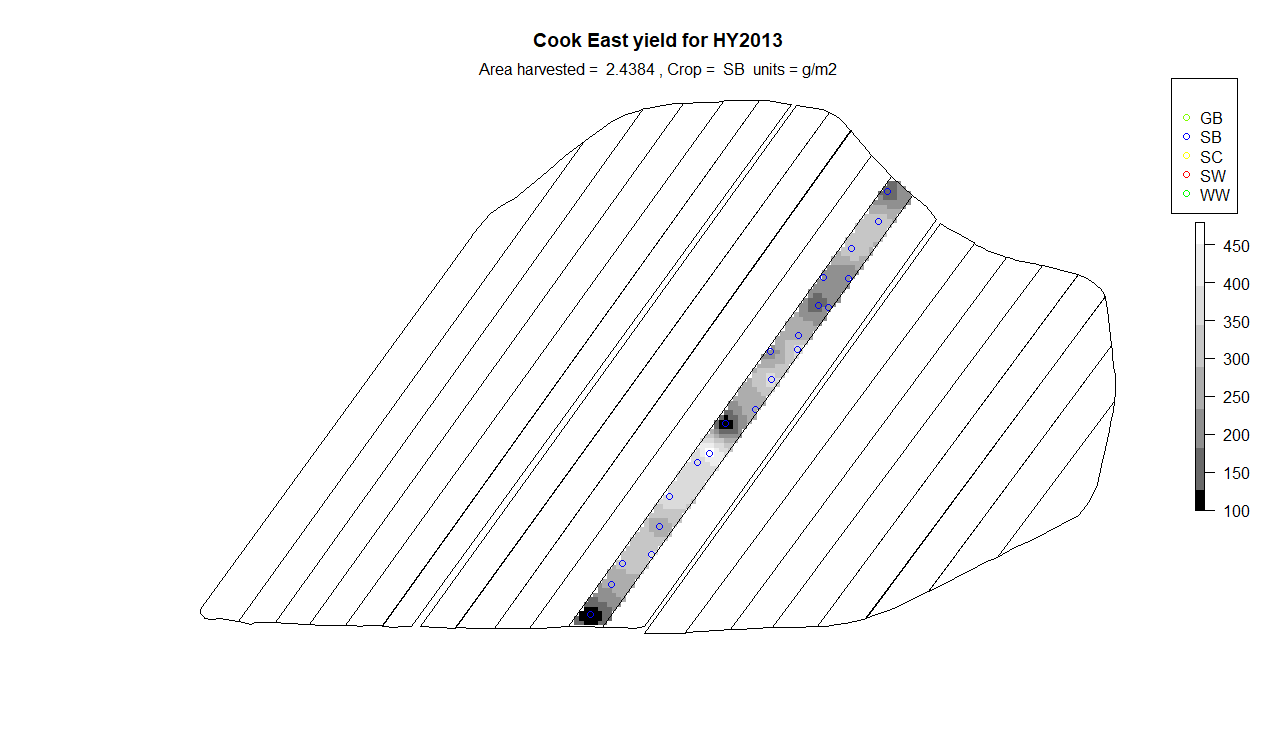 Cook East yield for HY2013
Area harvested =  2.4384 , Crop =  SB  units = g/m2
GB
SB
SC
SW
WW
450
400
350
300
250
200
150
100